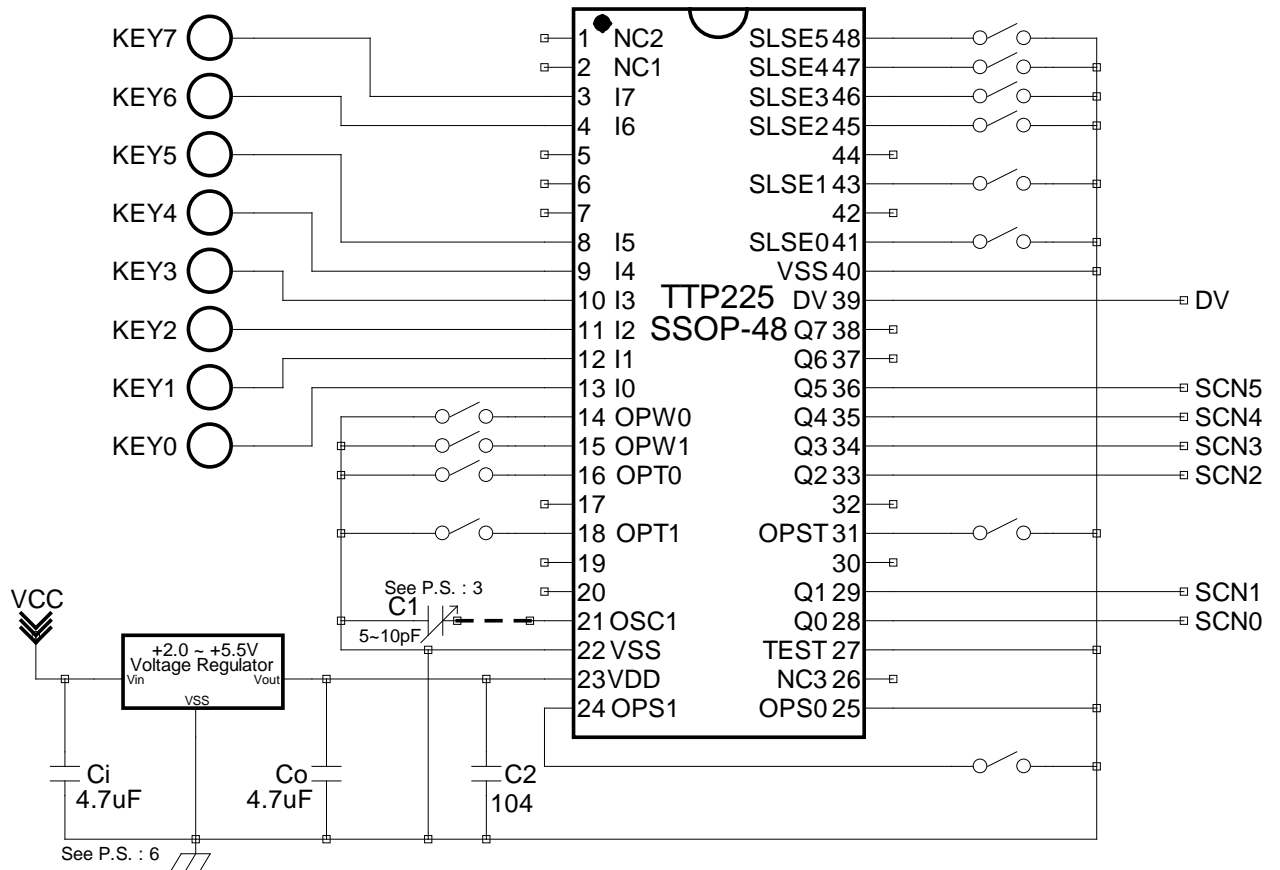 KEY7
KEY6
KEY5
KEY4
KEY3
KEY2
KEY1
KEY0
1 NC2
2 NC1
3 I7
4 I6
5
6
7
8 I5
9 I4
10 I3
11 I2
12 I1
13 I0
14 OPW0
15 OPW1
16 OPT0
17
18 OPT1
19
20
21 OSC1
22 VSS
23 VDD
24 OPS1
TTP225
SSOP-48
SLSE5 48
SLSE4 47
SLSE3 46
SLSE2 45
44
SLSE1 43
42
SLSE0 41
VSS 40
DV 39
Q7 38
Q6 37
Q5 36
Q4 35
Q3 34
Q2 33
32
OPST 31
30
Q1 29
Q0 28
TEST 27
NC3 26
OPS0 25
DV
SCN5
SCN4
SCN3
SCN2
SCN1
SCN0
See P.S. : 3
C1
5~10pF
VCC
+2.0 ~ +5.5V
Voltage Regulator
Vin
Vout
VSS
Ci
4.7uF
Co
4.7uF
C2
104
See P.S. : 6